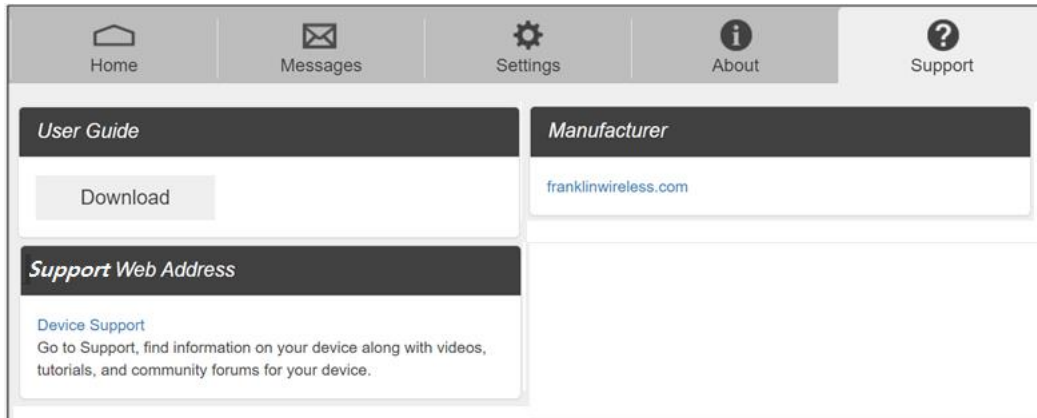 Home
Messages
Settings
About
Support
User Guide
Download
Manufacturer
franklinwireless.com
Support Web Address
Device Support
Go to Support, find information on your device along with videos,
tutorials, and community forums for your device.